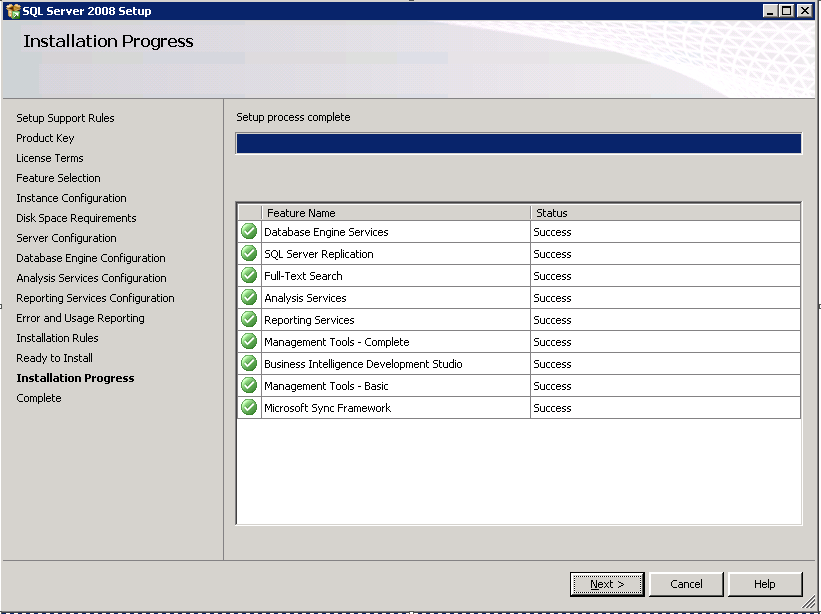 SQL Server 2008 Setup
Installation Progress
Setup Support Rules
Product Key
License Terms
Feature Selection
Instance Configuration
Disk Space Requirements
Server Configuration
Database Engine Configuration
Analysis Services Configuration
Reporting Services Configuration
Error and Usage Reporting
Installation Rules
Ready to Install
Installation Progress
Complete
Setup process complete
Feature Name Status
Database Engine Services Success
SQL Server Replication Success
Full-Text Search Success
Analysis Services Success
Reporting Services Success
Management Tools - Complete Success
Business Intelligence Development Studio Success
Management Tools - Basic Success
Microsoft Sync Framework Success
Next > Cancel Help